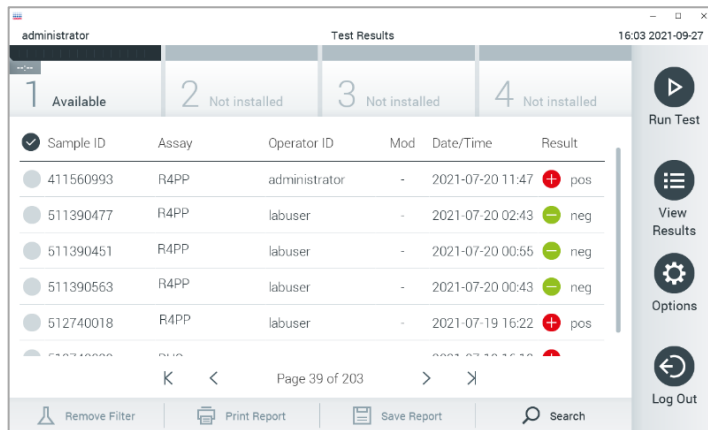 administrator Test Results 16:03 2021-09-27
--:--
1 Available 2 Not installed 3 Not installed 4 Not installed
Run Test
Sample ID Assay Operator ID Mod Date/Time Result
411560993 R4PP administrator - 2021-07-20 11:47 pos
511390477 R4PP labuser - 2021-07-20 02:43 neg
View Results
511390451 R4PP labuser - 2021-07-20 00:55 neg
511390563 R4PP labuser - 2021-07-20 00:43 neg
Options
512740018 R4PP labuser - 2021-07-19 16:22 pos
Page 39 of 203
Log Out
Remove Filter Print Report Save Report Search